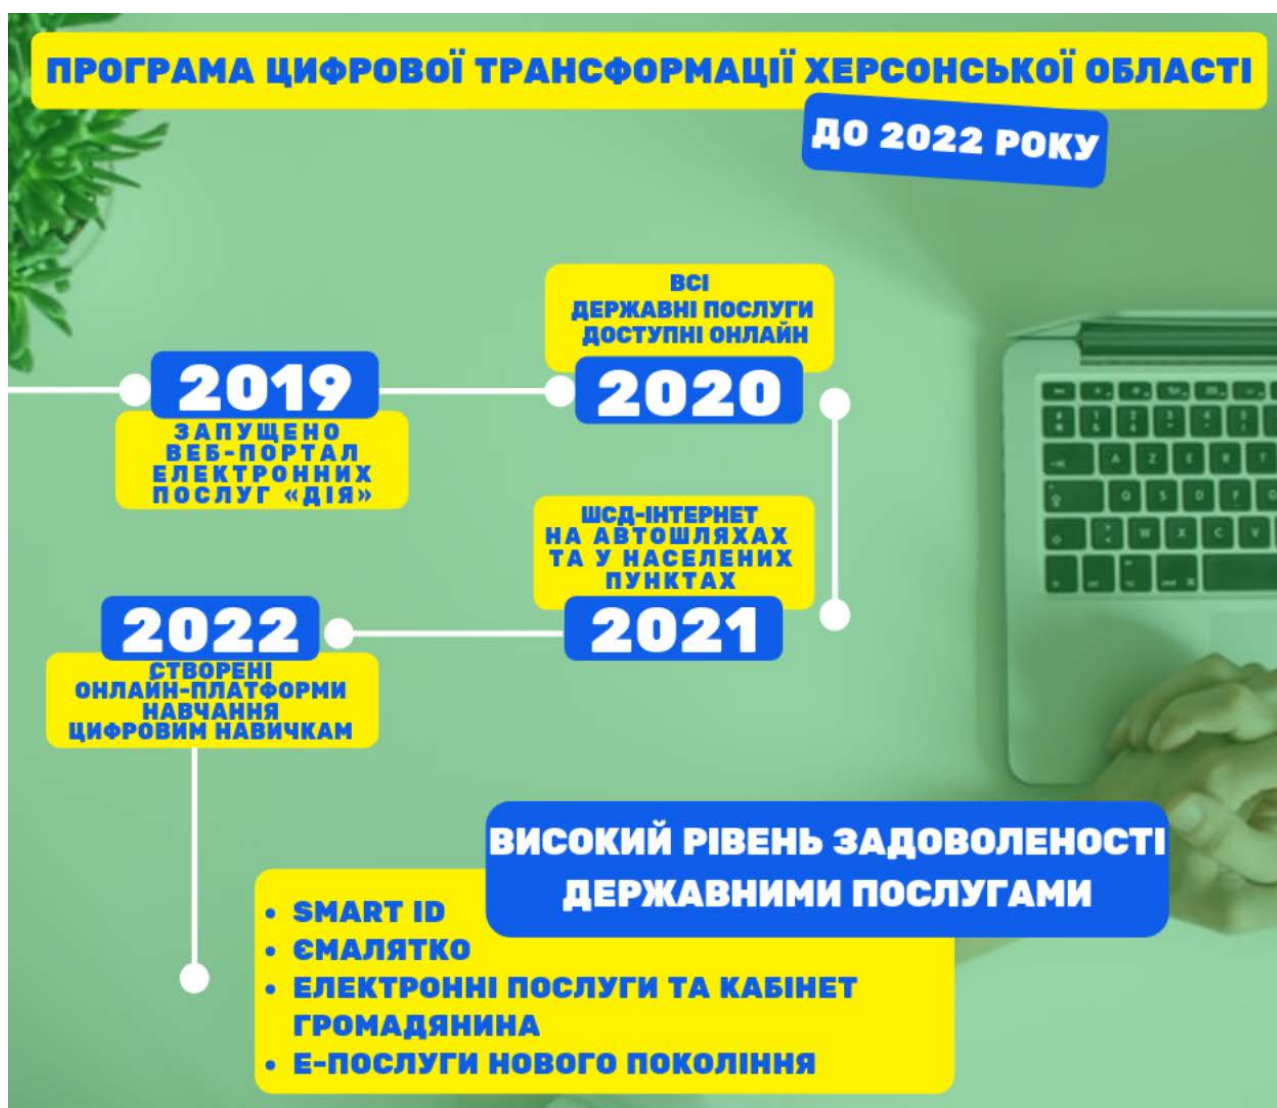 ПРОГРАМА ЦИФРОВОЇ ТРАНСФОРМАЦІЇ ХЕРСОНСЬКОЇ ОБЛАСТІ
ДО 2022 РОКУ
2019
ЗАПУЩЕНО
ВЕБ-ПОРТАЛ
ЕЛЕКТРОННИХ
ПОСЛУГ «ДІЯ»
ВСІ
ДЕРЖАВНІ ПОСЛУГИ
ДОСТУПНІ ОНЛАЙН
2020
ШСД-ІНТЕРНЕТ
НА АВТОШЛЯХАХ
ТА У НАСЕЛЕНИХ
ПУНКТАХ
2021
2022
СТВОРЕНІ
ОНЛАЙН-ПЛАТФОРМИ
НАВЧАННЯ
ЦИФРОВИМ НАВИЧКАМ
ВИСОКИЙ РІВЕНЬ ЗАДОВОЛЕНОСТІ
ДЕРЖАВНИМИ ПОСЛУГАМИ
• SMART ID
• ЄМАЛЯТКО
• ЕЛЕКТРОННІ ПОСЛУГИ ТА КАБІНЕТ
ГРОМАДЯНИНА
• Е-ПОСЛУГИ НОВОГО ПОКОЛІННЯ